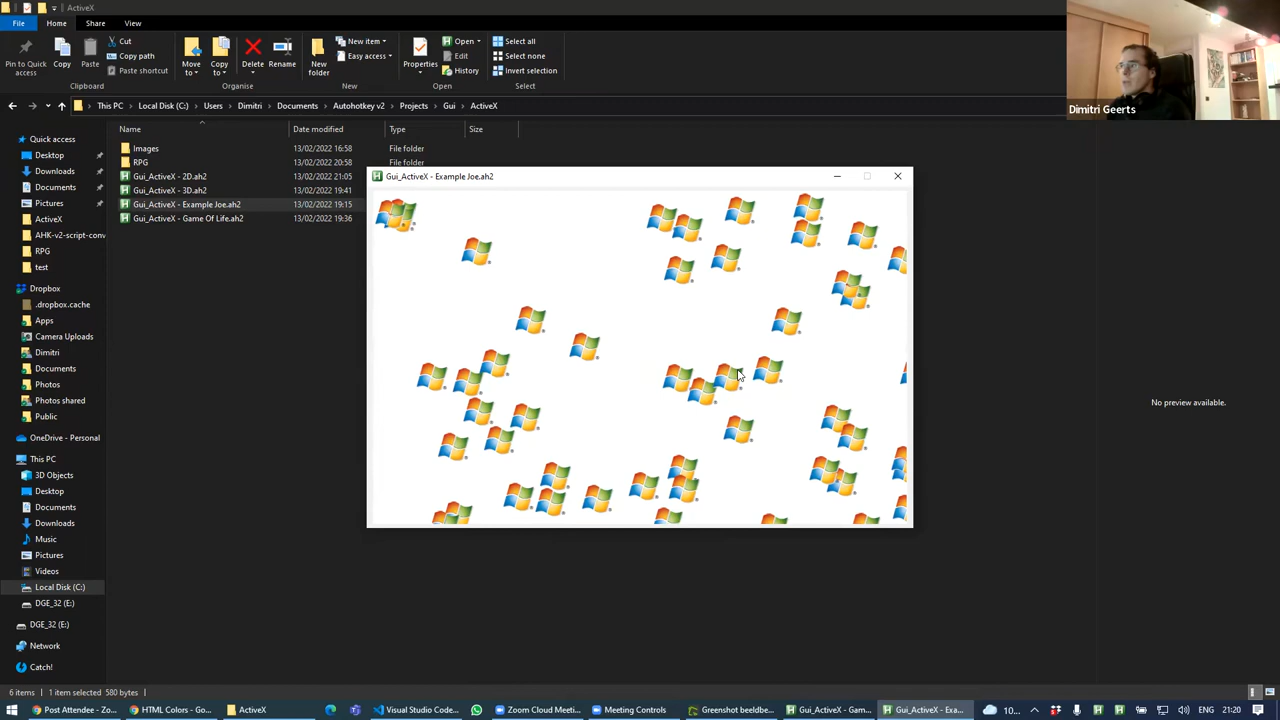 ActiveX
File Home Share View
Pin to Quick access
Copy
Paste
Cut
Copy path
Paste shortcut
Clipboard
Move to
Copy to
Delete
Rename
Organise
New folder
New item
Easy access
New
Properties
Open
Edit
History
Open
Select all
Select none
Invert selection
Select
Dimitri Geerts
This PC Local Disk (C:) Users Dimitri Documents Autohotkey v2 Projects Gui ActiveX
Name Date modified Type Size
Images 13/02/2022 16:58 File folder
RPG 13/02/2022 20:58 File folder
Gui_ActiveX - 2D.ah2 13/02/2022 21:05
Gui_ActiveX - 3D.ah2 13/02/2022 19:41
Gui_ActiveX - Example Joe.ah2 13/02/2022 19:15
Gui_ActiveX - Game Of Life.ah2 13/02/2022 19:36
Quick access
Desktop
Downloads
Documents
Pictures
ActiveX
AHK-v2-script-conv
RPG
test
Dropbox
.dropbox.cache
Apps
Camera Uploads
Dimitri
Documents
Photos
Photos shared
Public
OneDrive - Personal
This PC
3D Objects
Desktop
Documents
Downloads
Music
Pictures
Videos
Local Disk (C:)
DGE_32 (E:)
DGE_32 (E:)
Network
Catch!
Gui_ActiveX - Example Joe.ah2
No preview available.
6 items 1 item selected 580 bytes
Post Attendee - Zo... HTML Colors - Go... ActiveX Visual Studio Code... Zoom Cloud Meeti... Meeting Controls Greenshot beeldbe... Gui_ActiveX - Gam... Gui_ActiveX - Exa... 10... ENG 21:20